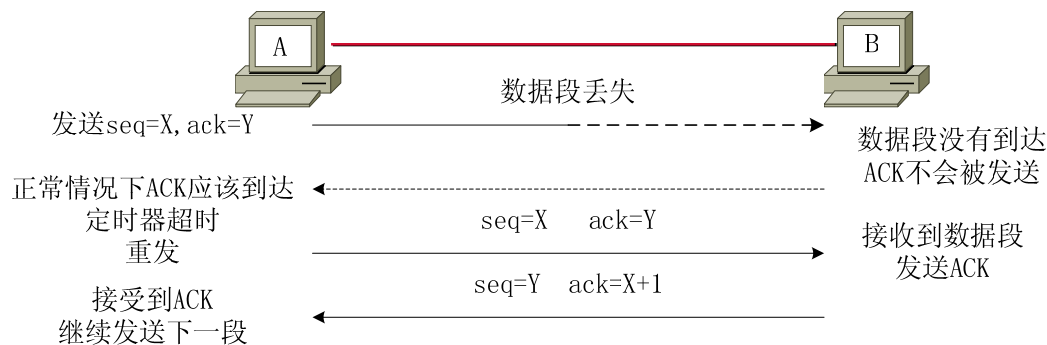 A
B
数据段丢失
发送seq=X,ack=Y
数据段没有到达
ACK不会被发送
正常情况下ACK应该到达
定时器超时
重发
seq=X ack=Y
接收到数据段
发送ACK
seq=Y ack=X+1
接受到ACK
继续发送下一段